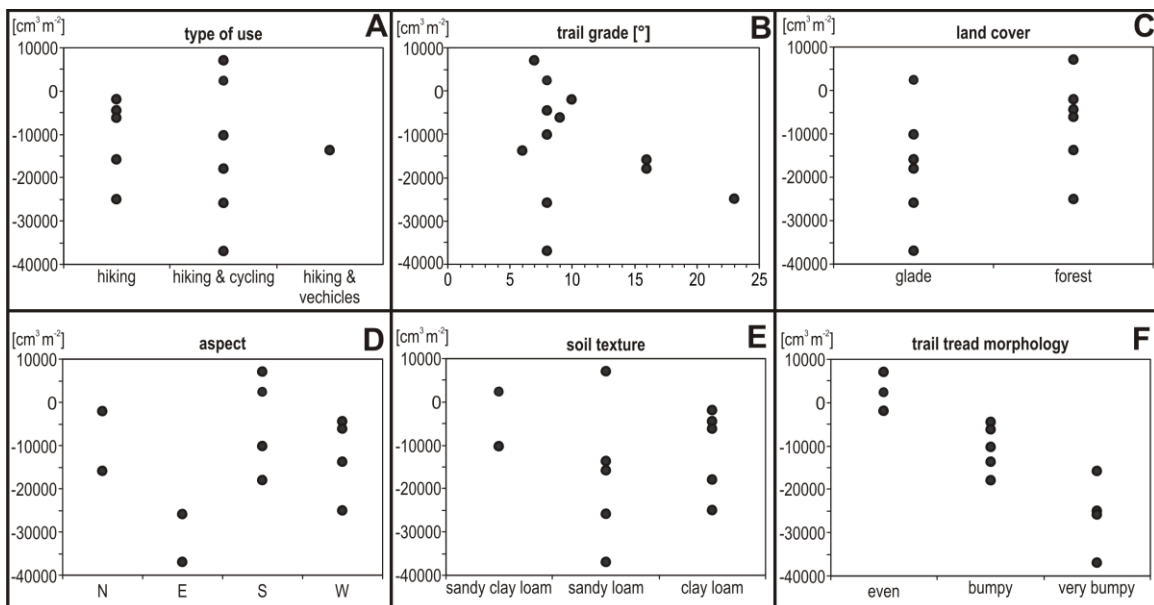 [cm³ m⁻²]
A
type of use
10000
0
-10000
-20000
-30000
-40000
hiking
hiking & cycling
hiking &
vechicles
[cm³ m⁻²]
B
trail grade [°]
10000
0
-10000
-20000
-30000
-40000
0 5 10 15 20 25
[cm³ m⁻²]
C
land cover
10000
0
-10000
-20000
-30000
-40000
glade
forest
[cm³ m⁻²]
D
aspect
10000
0
-10000
-20000
-30000
-40000
N E S W
[cm³ m⁻²]
E
soil texture
10000
0
-10000
-20000
-30000
-40000
sandy clay loam
sandy loam
clay loam
[cm³ m⁻²]
F
trail tread morphology
10000
0
-10000
-20000
-30000
-40000
even
bumpy
very bumpy